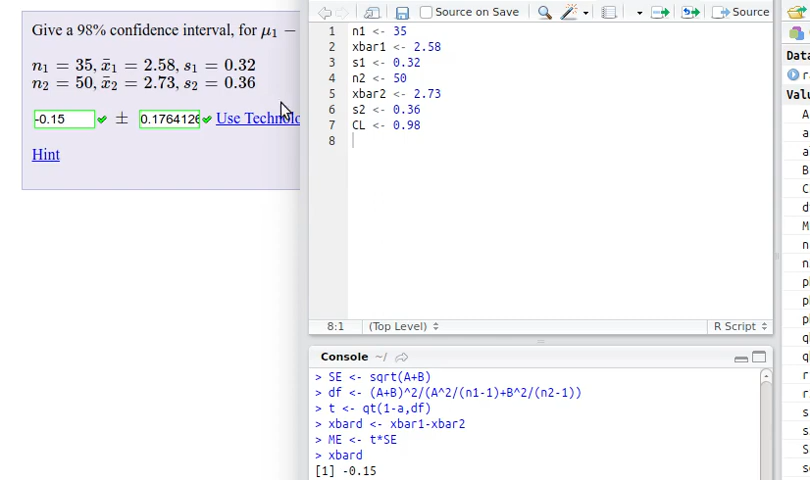 Give a 98% confidence interval, for μ₁ −
n₁ = 35, x̄₁ = 2.58, s₁ = 0.32
n₂ = 50, x̄₂ = 2.73, s₂ = 0.36
-0.15 ± 0.1764126 Use Technolo
Hint
Source on Save
Source
1 n1 <- 35
2 xbar1 <- 2.58
3 s1 <- 0.32
4 n2 <- 50
5 xbar2 <- 2.73
6 s2 <- 0.36
7 CL <- 0.98
8
8:1 (Top Level) R Script
Console ~/
> SE <- sqrt(A+B)
> df <- (A+B)^2/(A^2/(n1-1)+B^2/(n2-1))
> t <- qt(1-a,df)
> xbard <- xbar1-xbar2
> ME <- t*SE
> xbard
[1] -0.15
Data
r
Valu
A
a
a
B
C
d
M
n
n
p
p
p
q
q
r
r
s
s
S
s